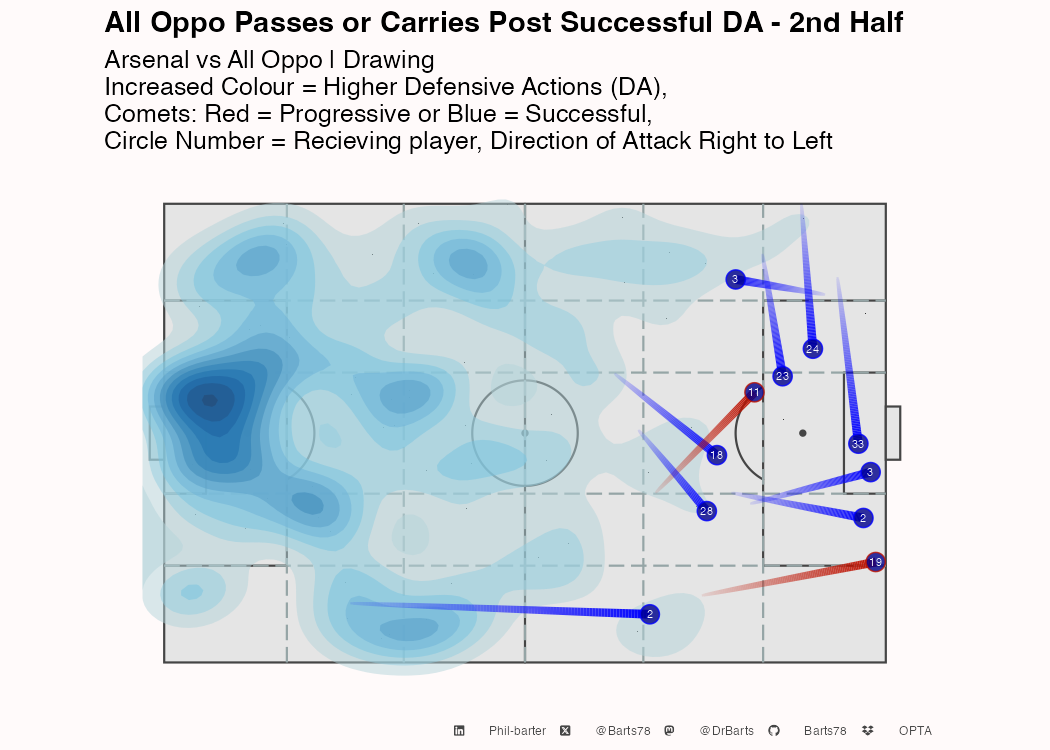 All Oppo Passes or Carries Post Successful DA - 2nd Half
Arsenal vs All Oppo | Drawing
Increased Colour = Higher Defensive Actions (DA),
Comets: Red = Progressive or Blue = Successful,
Circle Number = Recieving player, Direction of Attack Right to Left
3
24
23
11
33
18
3
28
2
19
2
Phil-barter @Barts78 @DrBarts Barts78 OPTA